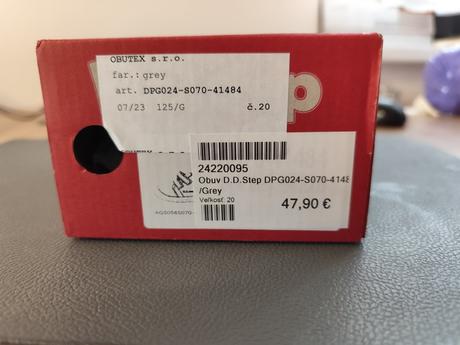 OBUTEX s.r.o.
far.: grey
art. DPG024-S070-41484
07/23 125/G č.20
24220095
Obuv D.D.Step DPG024-S070-4148
/Grey
Veľkosť: 20
47,90 €
p